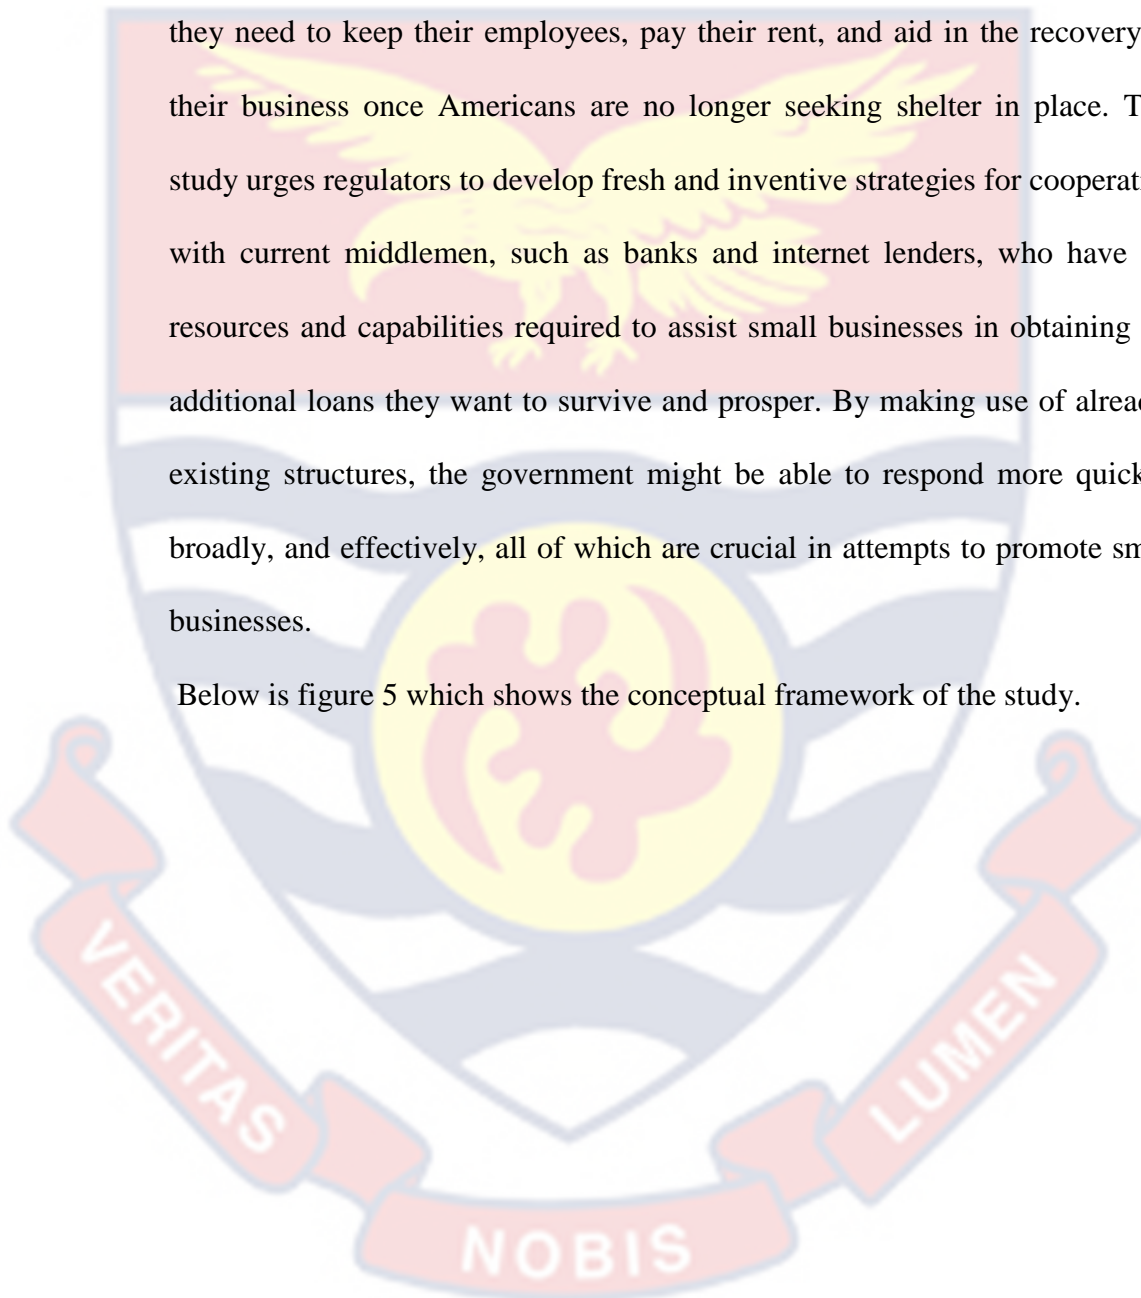 they need to keep their employees, pay their rent, and aid in the recovery
their business once Americans are no longer seeking shelter in place. T
study urges regulators to develop fresh and inventive strategies for cooperati
with current middlemen, such as banks and internet lenders, who have
resources and capabilities required to assist small businesses in obtaining
additional loans they want to survive and prosper. By making use of alread
existing structures, the government might be able to respond more quick
broadly, and effectively, all of which are crucial in attempts to promote sm
businesses.
Below is figure 5 which shows the conceptual framework of the study.
VERITAS
NOBIS
LUMEN